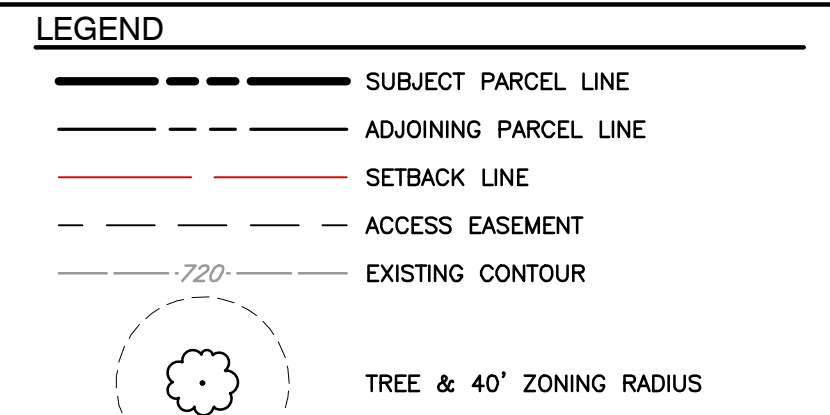 LEGEND
SUBJECT PARCEL LINE
ADJOINING PARCEL LINE
SETBACK LINE
ACCESS EASEMENT
720 EXISTING CONTOUR
TREE & 40' ZONING RADIUS